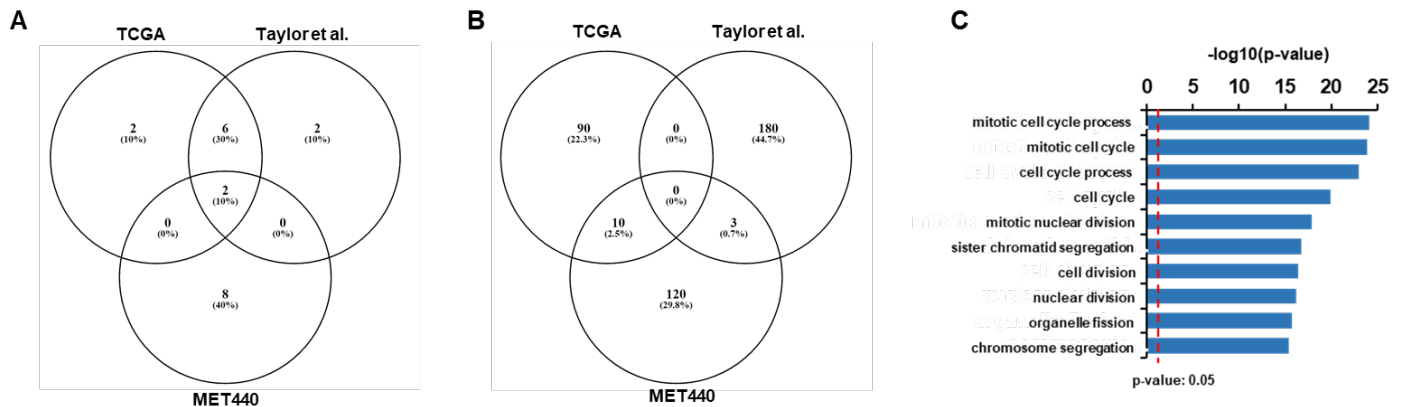 A
TCGA
Taylor et al.
2
(10%)
6
(30%)
2
(10%)
2
(10%)
0
(0%)
0
(0%)
8
(40%)
MET440
B
TCGA
Taylor et al.
90
(22.3%)
0
(0%)
180
(44.7%)
0
(0%)
10
(2.5%)
3
(0.7%)
120
(29.8%)
MET440
C
-log10(p-value)
0 5 10 15 20 25
mitotic cell cycle process
mitotic cell cycle
cell cycle process
cell cycle
mitotic nuclear division
sister chromatid segregation
cell division
nuclear division
organelle fission
chromosome segregation
p-value: 0.05